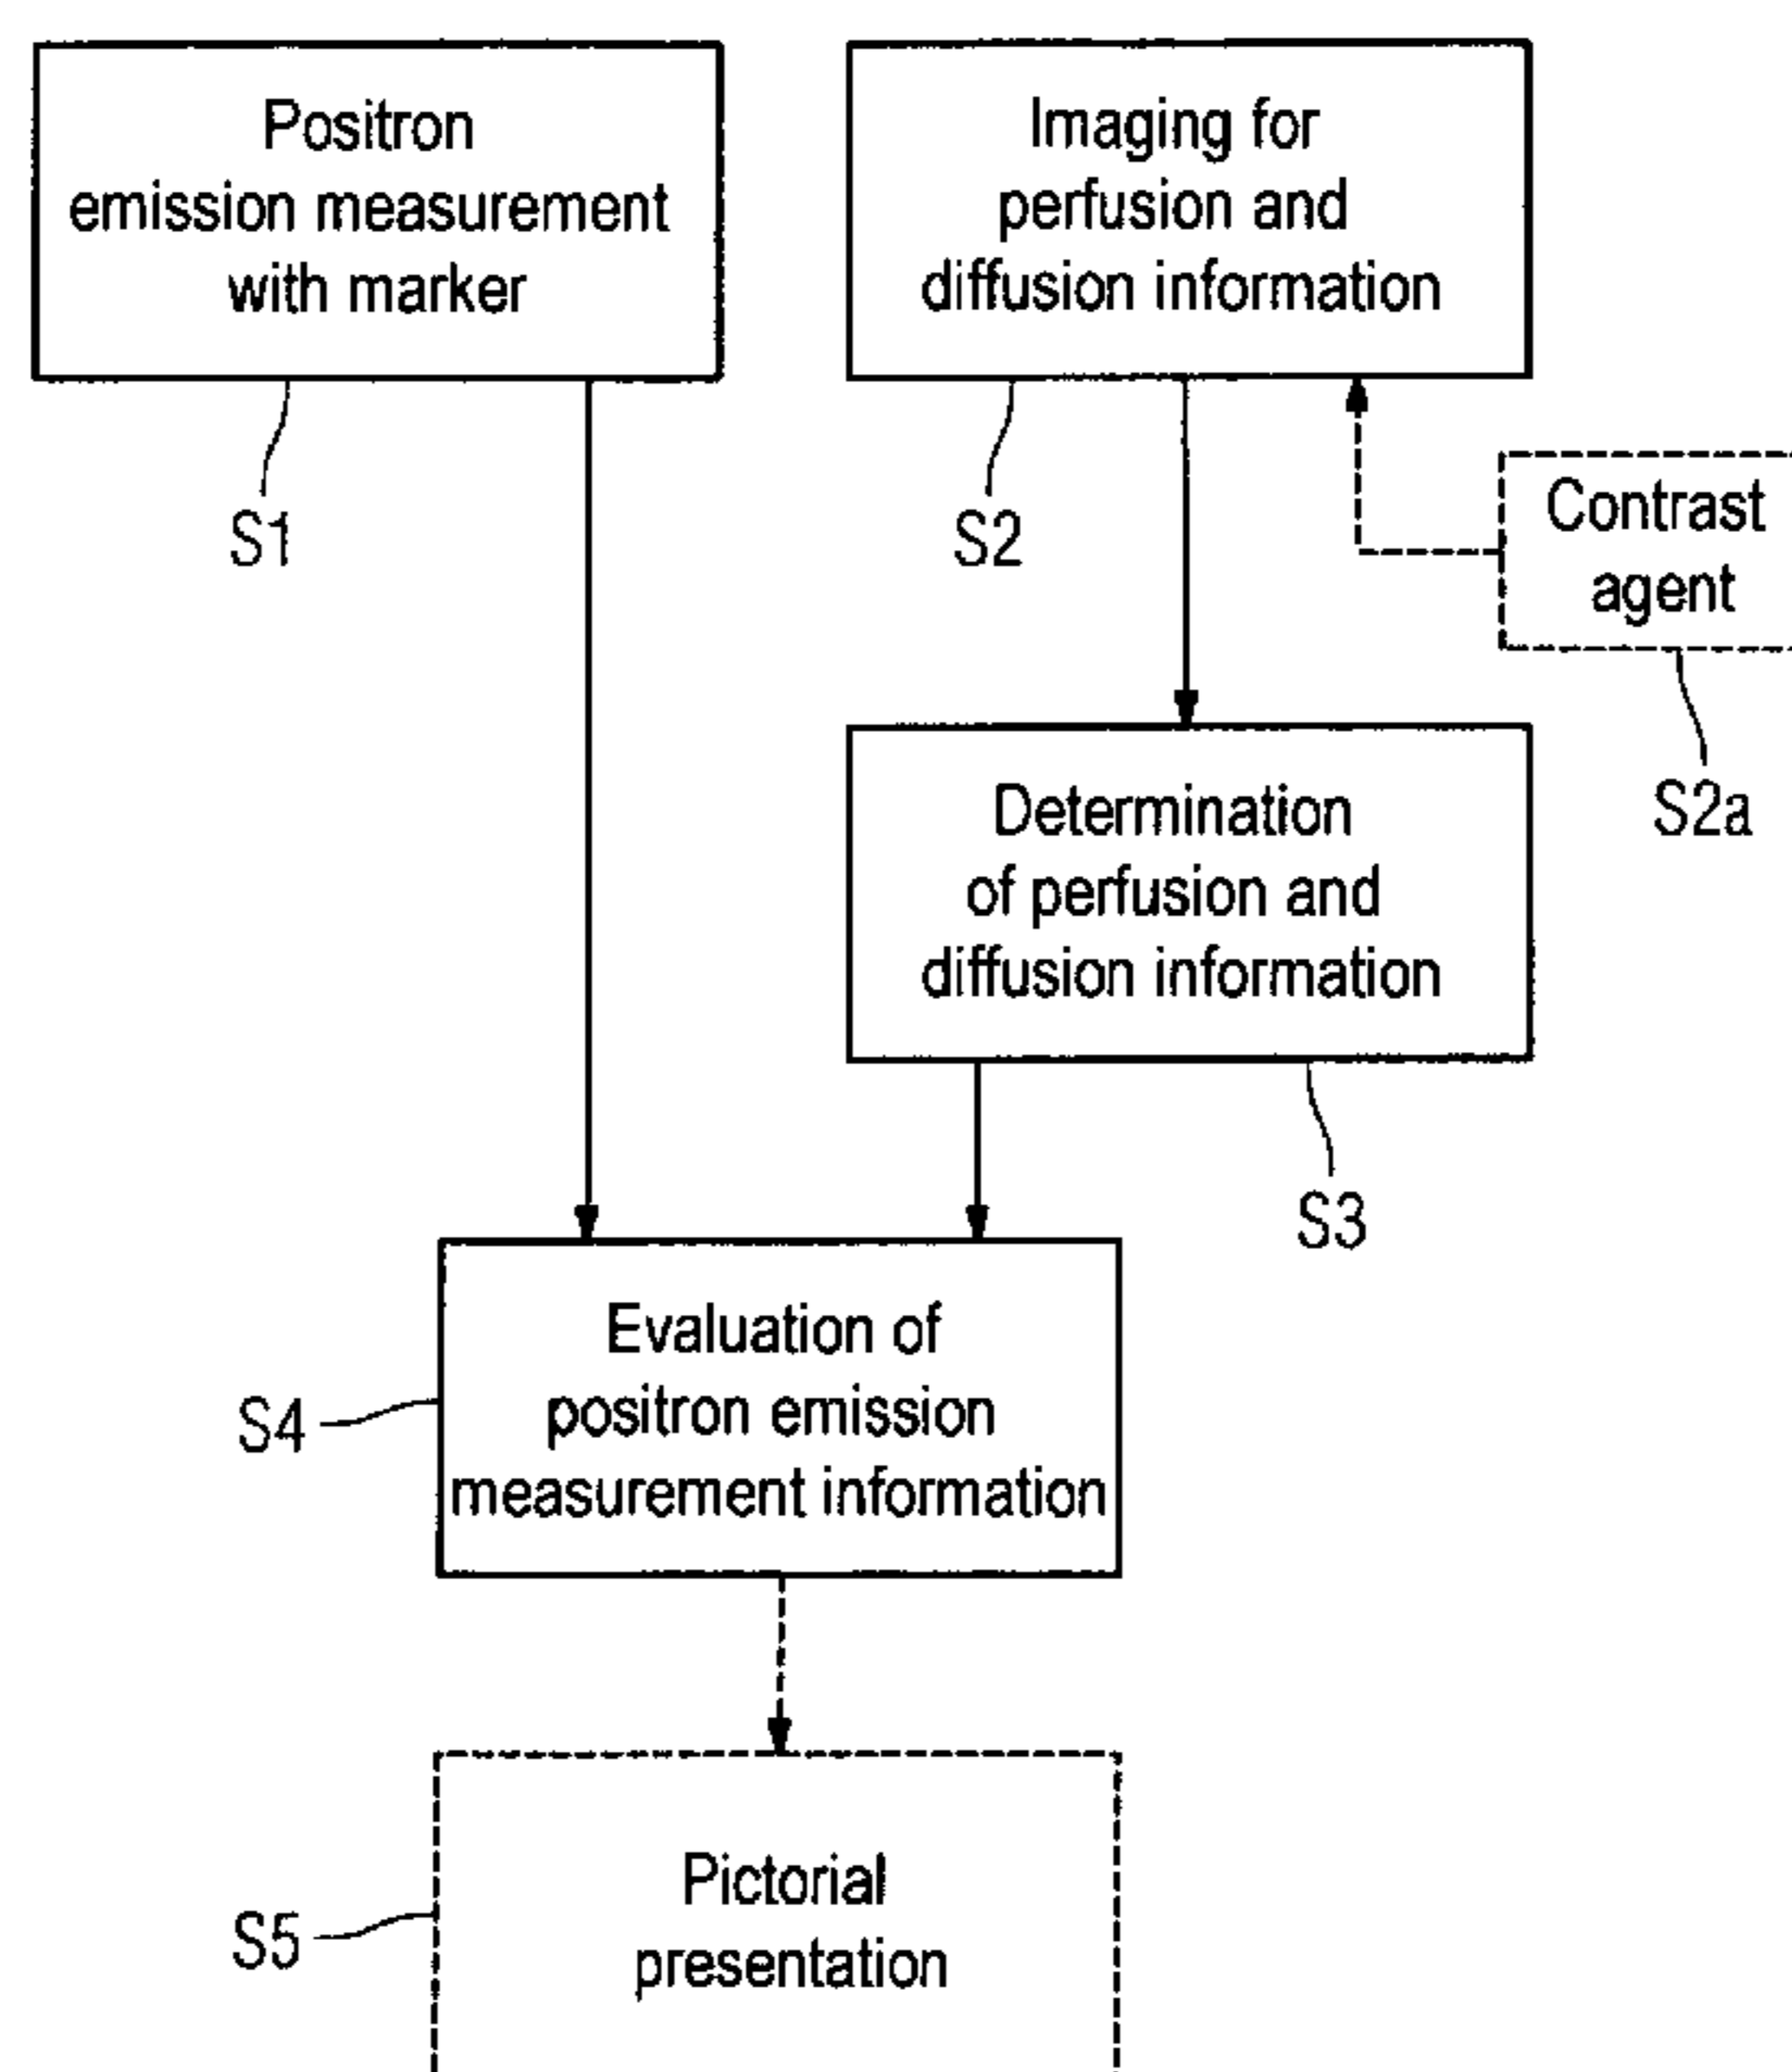 Positron
emission measurement
with marker
S1
Imaging for
perfusion and
diffusion information
S2
Contrast
agent
S2a
Determination
of perfusion and
diffusion information
S3
Evaluation of
positron emission
measurement information
S4
Pictorial
presentation
S5